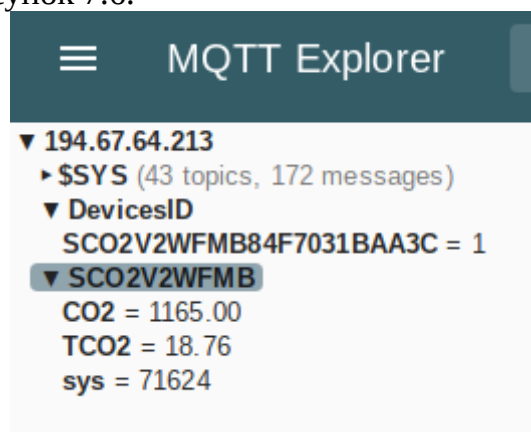 MQTT Explorer
▼ 194.67.64.213
▸ $SYS (43 topics, 172 messages)
▼ DevicesID
SCO2V2WFMB84F7031BAA3C = 1
▼ SCO2V2WFMB
CO2 = 1165.00
TCO2 = 18.76
sys = 71624